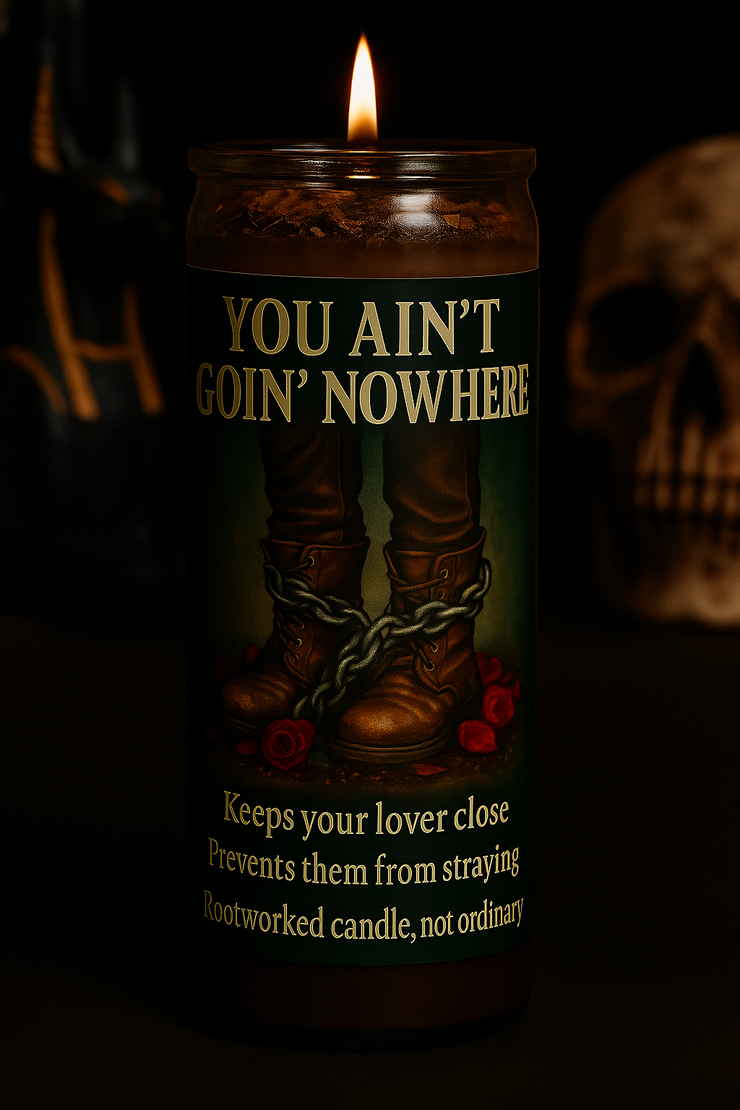 YOU AIN'T
GOIN' NOWHERE
Keeps your lover close
Prevents them from straying
Rootworked candle, not ordinary